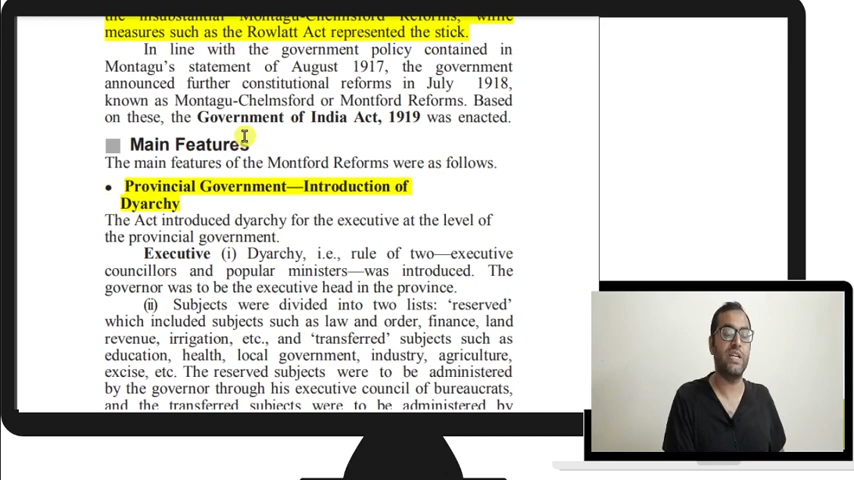 the insubstantial Montagu-Chelmsford Reforms, while
measures such as the Rowlatt Act represented the stick.
In line with the government policy contained in
Montagu's statement of August 1917, the government
announced further constitutional reforms in July 1918,
known as Montagu-Chelmsford or Montford Reforms. Based
on these, the Government of India Act, 1919 was enacted.
Main Features
The main features of the Montford Reforms were as follows.
• Provincial Government—Introduction of
Dyarchy
The Act introduced dyarchy for the executive at the level of
the provincial government.
Executive (i) Dyarchy, i.e., rule of two—executive
councillors and popular ministers—was introduced. The
governor was to be the executive head in the province.
(ii) Subjects were divided into two lists: 'reserved'
which included subjects such as law and order, finance, land
revenue, irrigation, etc., and 'transferred' subjects such as
education, health, local government, industry, agriculture,
excise, etc. The reserved subjects were to be administered
by the governor through his executive council of bureaucrats,
and the transferred subjects were to be administered by